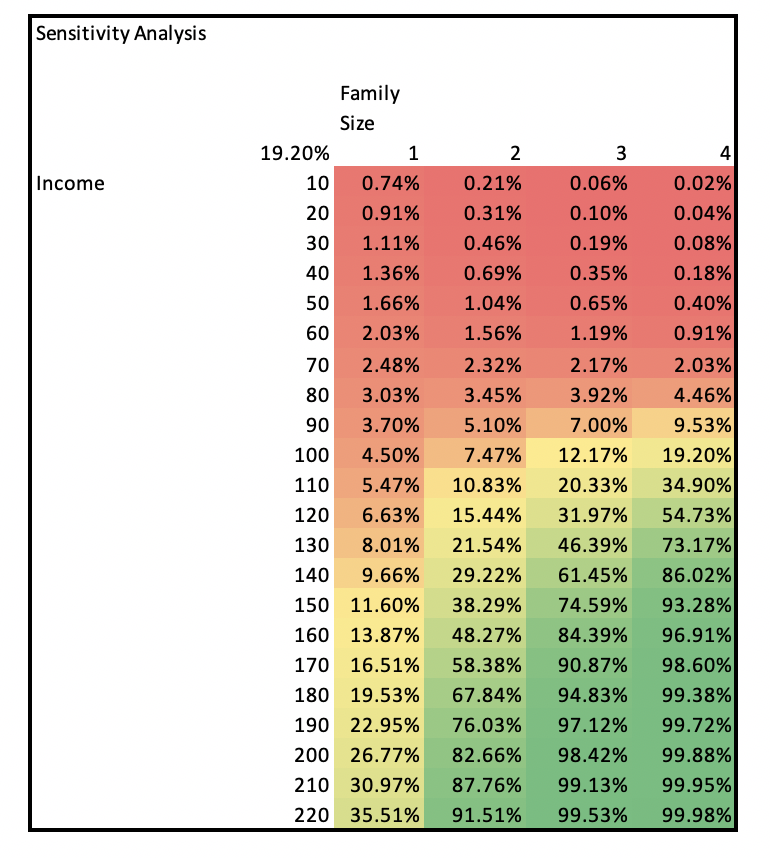 Sensitivity Analysis
Family
Size
19.20% 1 2 3 4
Income 10 0.74% 0.21% 0.06% 0.02%
20 0.91% 0.31% 0.10% 0.04%
30 1.11% 0.46% 0.19% 0.08%
40 1.36% 0.69% 0.35% 0.18%
50 1.66% 1.04% 0.65% 0.40%
60 2.03% 1.56% 1.19% 0.91%
70 2.48% 2.32% 2.17% 2.03%
80 3.03% 3.45% 3.92% 4.46%
90 3.70% 5.10% 7.00% 9.53%
100 4.50% 7.47% 12.17% 19.20%
110 5.47% 10.83% 20.33% 34.90%
120 6.63% 15.44% 31.97% 54.73%
130 8.01% 21.54% 46.39% 73.17%
140 9.66% 29.22% 61.45% 86.02%
150 11.60% 38.29% 74.59% 93.28%
160 13.87% 48.27% 84.39% 96.91%
170 16.51% 58.38% 90.87% 98.60%
180 19.53% 67.84% 94.83% 99.38%
190 22.95% 76.03% 97.12% 99.72%
200 26.77% 82.66% 98.42% 99.88%
210 30.97% 87.76% 99.13% 99.95%
220 35.51% 91.51% 99.53% 99.98%